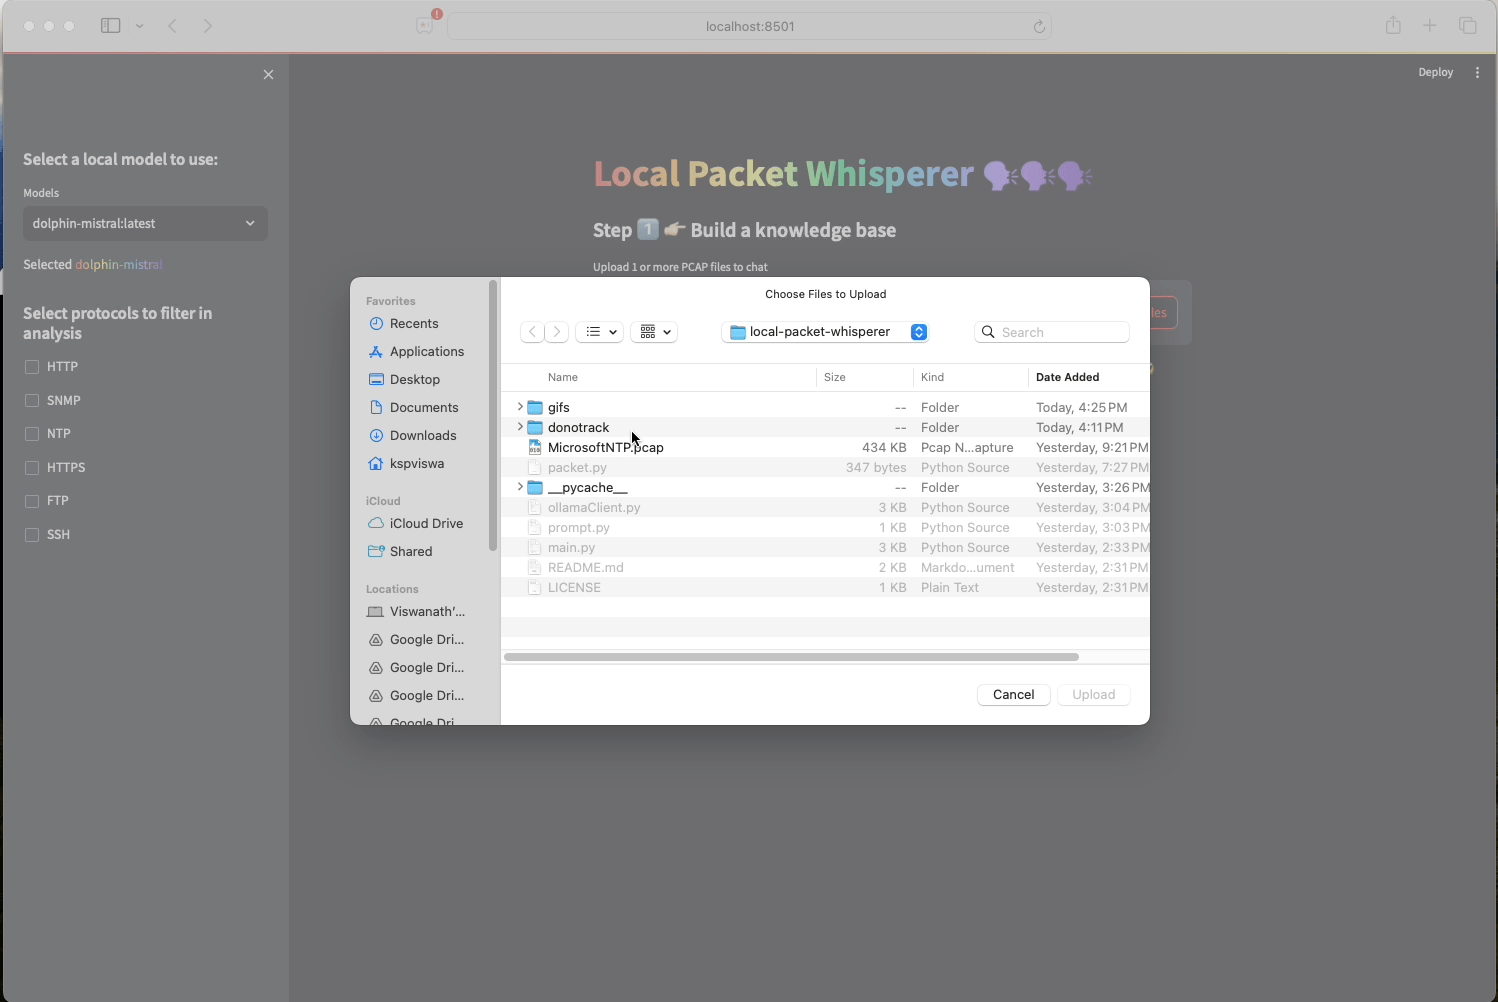 localhost:8501
Deploy
Select a local model to use:
Models
dolphin-mistral:latest
Selected dolphin-mistral
Select protocols to filter in
analysis
HTTP
SNMP
NTP
HTTPS
FTP
SSH
Local Packet Whisperer
Step 1 Build a knowledge base
Upload 1 or more PCAP files to chat
les
Choose Files to Upload
Favorites
Recents
Applications
Desktop
Documents
Downloads
kspviswa
iCloud
iCloud Drive
Shared
Locations
Viswanath’...
Google Dri...
Google Dri...
Google Dri...
Google Dri
local-packet-whisperer
Search
Name Size Kind Date Added
gifs -- Folder Today, 4:25 PM
donotrack -- Folder Today, 4:11 PM
MicrosoftNTP.pcap 434 KB Pcap N...apture Yesterday, 9:21 PM
packet.py 347 bytes Python Source Yesterday, 7:27 PM
__pycache__ -- Folder Yesterday, 3:26 PM
ollamaClient.py 3 KB Python Source Yesterday, 3:04 PM
prompt.py 1 KB Python Source Yesterday, 3:03 PM
main.py 3 KB Python Source Yesterday, 2:33 PM
README.md 2 KB Markdo...ument Yesterday, 2:31 PM
LICENSE 1 KB Plain Text Yesterday, 2:31 PM
Cancel Upload